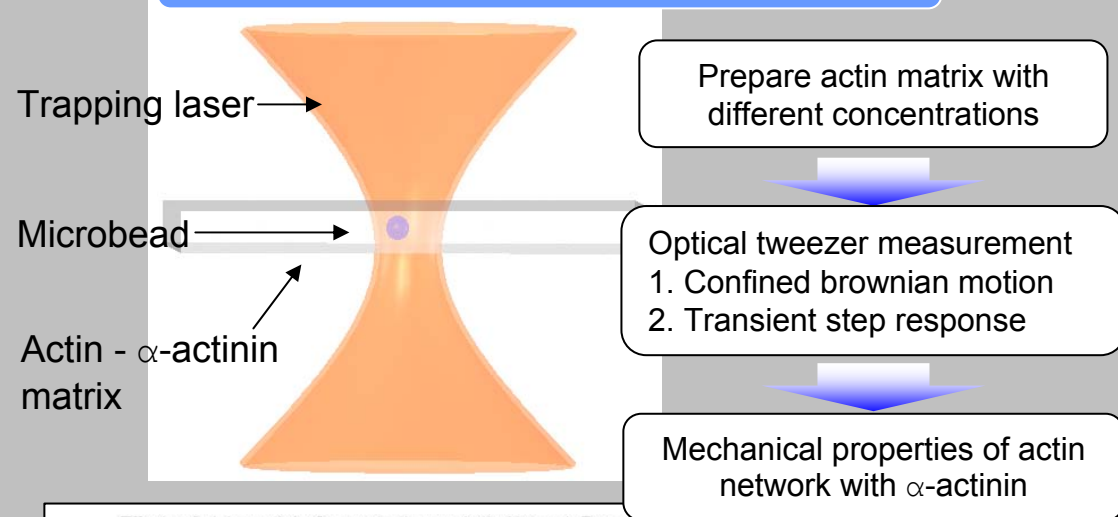 Trapping laser
Microbead
Actin - α-actinin
matrix
Prepare actin matrix with
different concentrations
Optical tweezer measurement
1. Confined brownian motion
2. Transient step response
Mechanical properties of actin
network with α-actinin